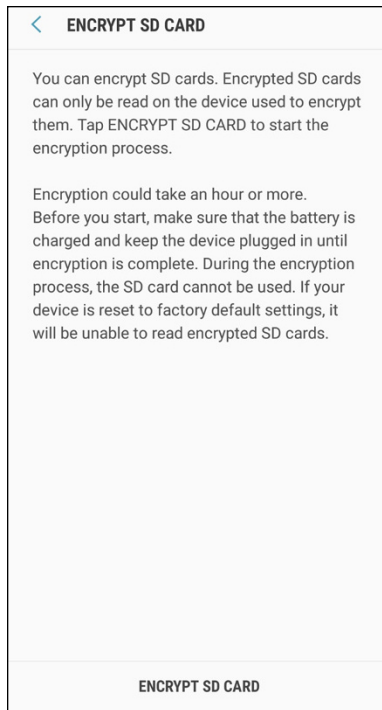 ENCRYPT SD CARD
You can encrypt SD cards. Encrypted SD cards
can only be read on the device used to encrypt
them. Tap ENCRYPT SD CARD to start the
encryption process.
Encryption could take an hour or more.
Before you start, make sure that the battery is
charged and keep the device plugged in until
encryption is complete. During the encryption
process, the SD card cannot be used. If your
device is reset to factory default settings, it
will be unable to read encrypted SD cards.
ENCRYPT SD CARD